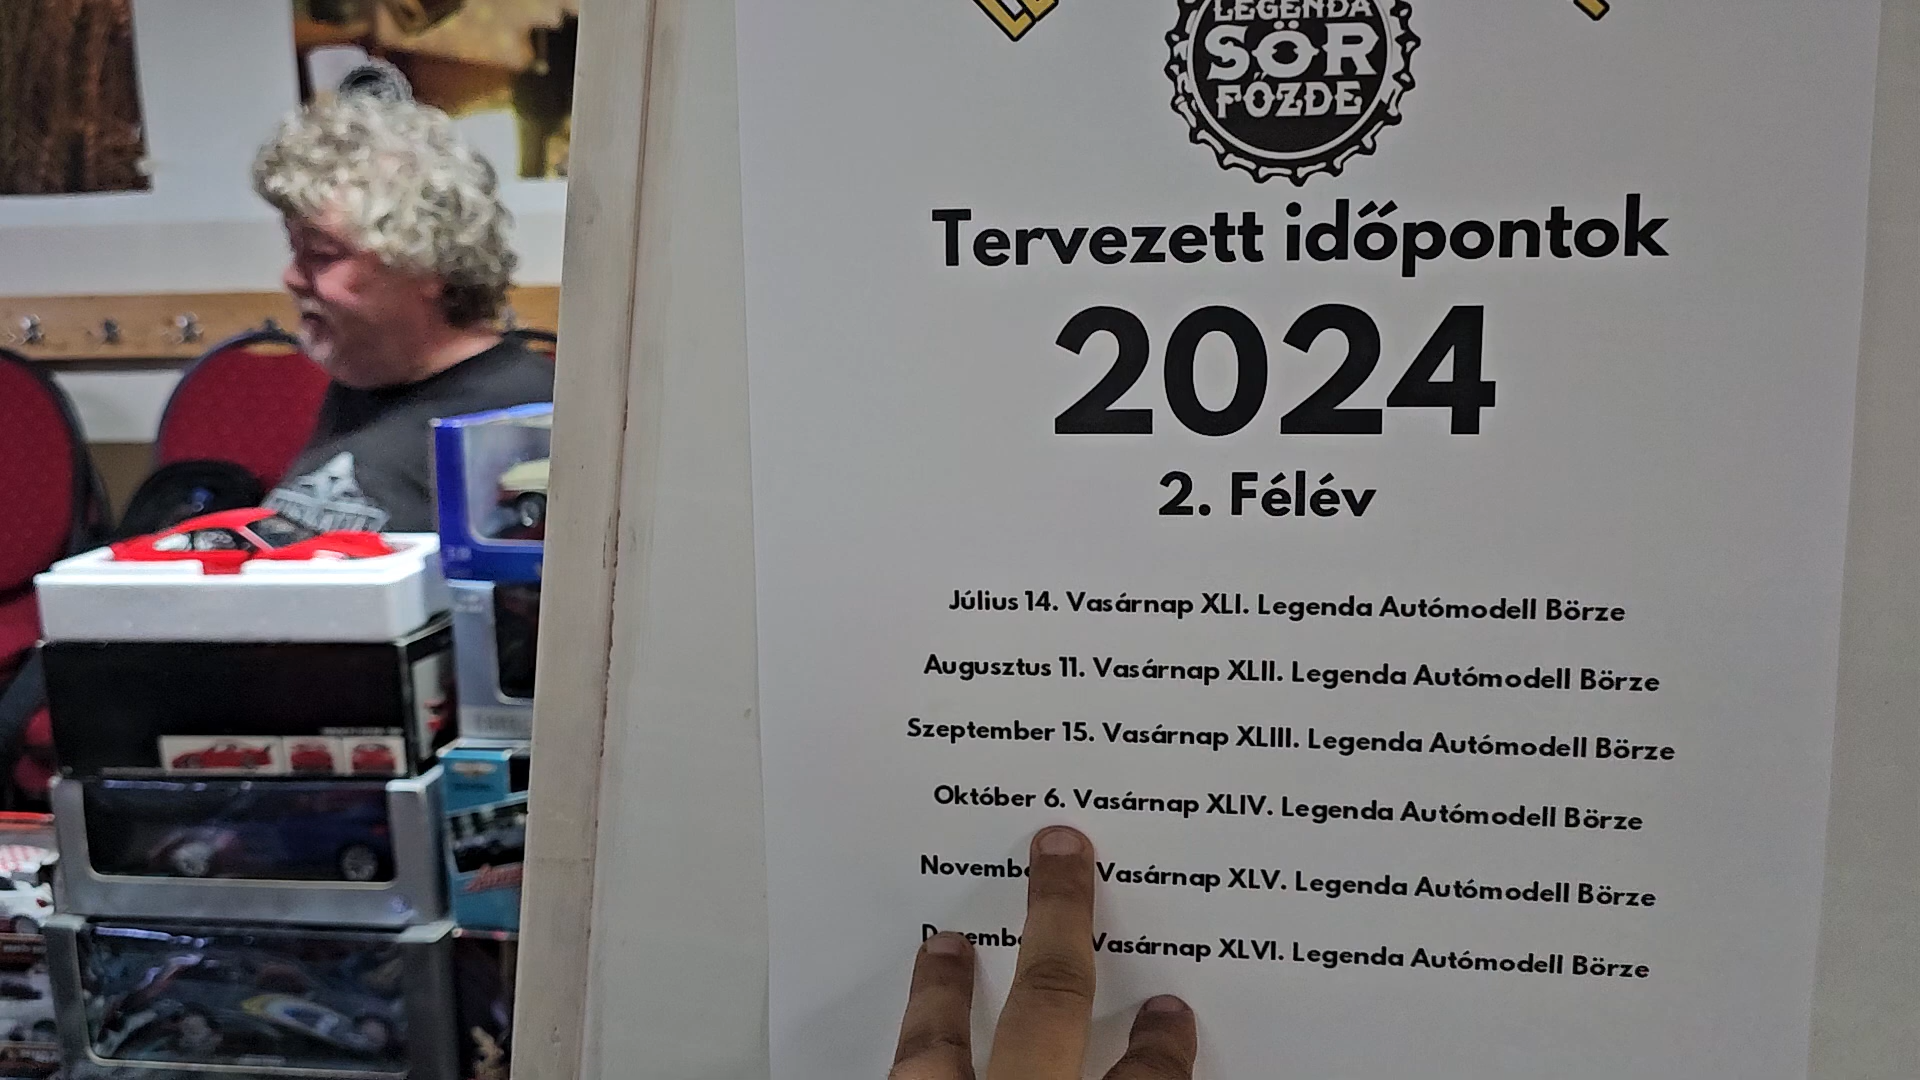 LEGENDA
SÖR
FŐZDE
Tervezett időpontok
2024
2. Félév
Július 14. Vasárnap XLI. Legenda Autómodell Börze
Augusztus 11. Vasárnap XLII. Legenda Autómodell Börze
Szeptember 15. Vasárnap XLIII. Legenda Autómodell Börze
Október 6. Vasárnap XLIV. Legenda Autómodell Börze
Vasárnap XLV. Legenda Autómodell Börze
Vasárnap XLVI. Legenda Autómodell Börze